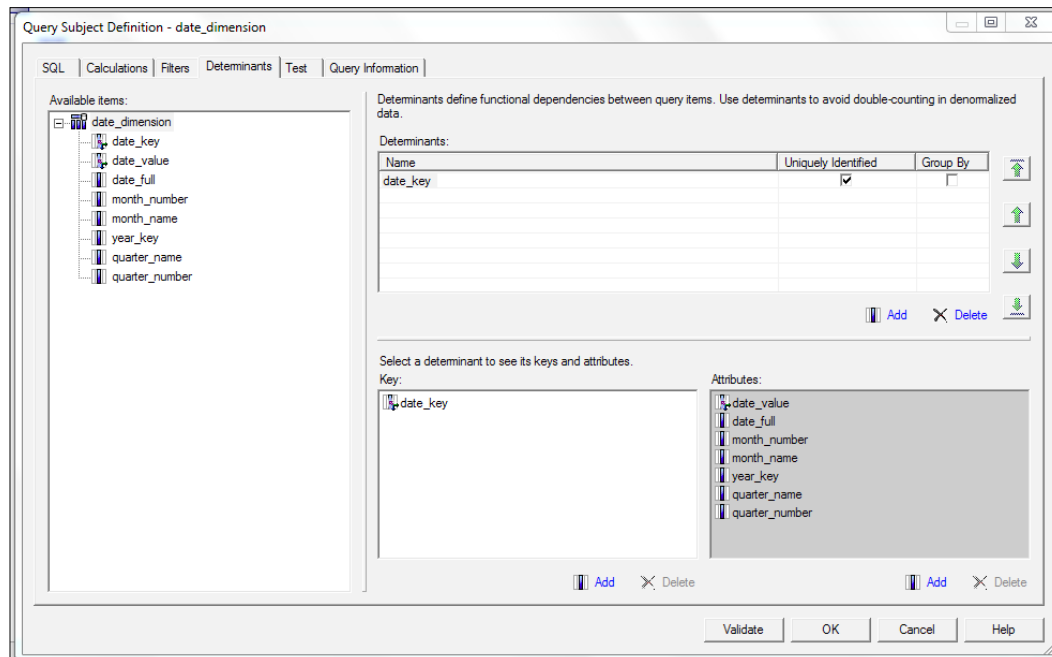 Query Subject Definition - date_dimension
SQL Calculations Filters Determinants Test Query Information
Available items:
date_dimension
date_key
date_value
date_full
month_number
month_name
year_key
quarter_name
quarter_number
Determinants define functional dependencies between query items. Use determinants to avoid double-counting in denormalized
data.
Determinants:
Name Uniquely Identified Group By
date_key
Add Delete
Select a determinant to see its keys and attributes.
Key:
date_key
Add Delete
Attributes:
date_value
date_full
month_number
month_name
year_key
quarter_name
quarter_number
Add Delete
Validate OK Cancel Help